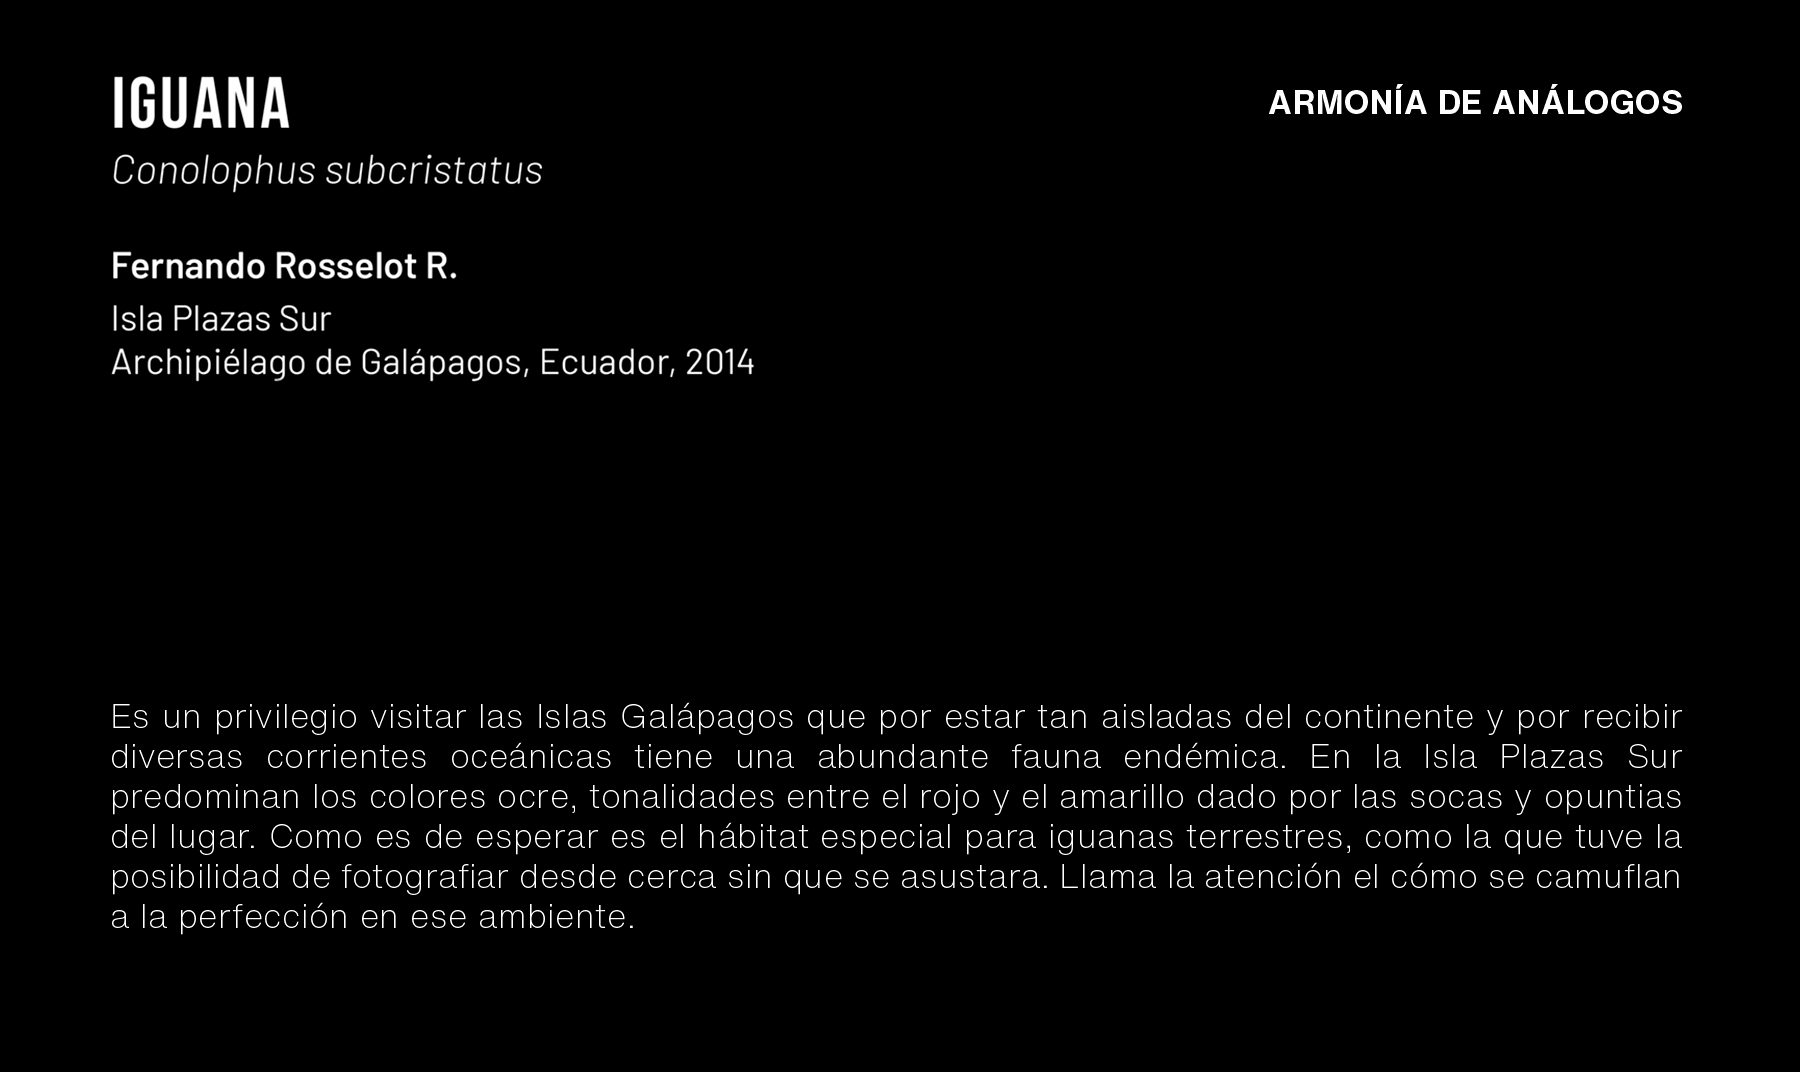 IGUANA
ARMONÍA DE ANÁLOGOS
Conolophus subcristatus
Fernando Rosselot R.
Isla Plazas Sur
Archipiélago de Galápagos, Ecuador, 2014
Es un privilegio visitar las Islas Galápagos que por estar tan aisladas del continente y por recibir
diversas corrientes oceánicas tiene una abundante fauna endémica. En la Isla Plazas Sur
predominan los colores ocre, tonalidades entre el rojo y el amarillo dado por las socas y opuntias
del lugar. Como es de esperar es el hábitat especial para iguanas terrestres, como la que tuve la
posibilidad de fotografiar desde cerca sin que se asustara. Llama la atención el cómo se camuflan
a la perfección en ese ambiente.